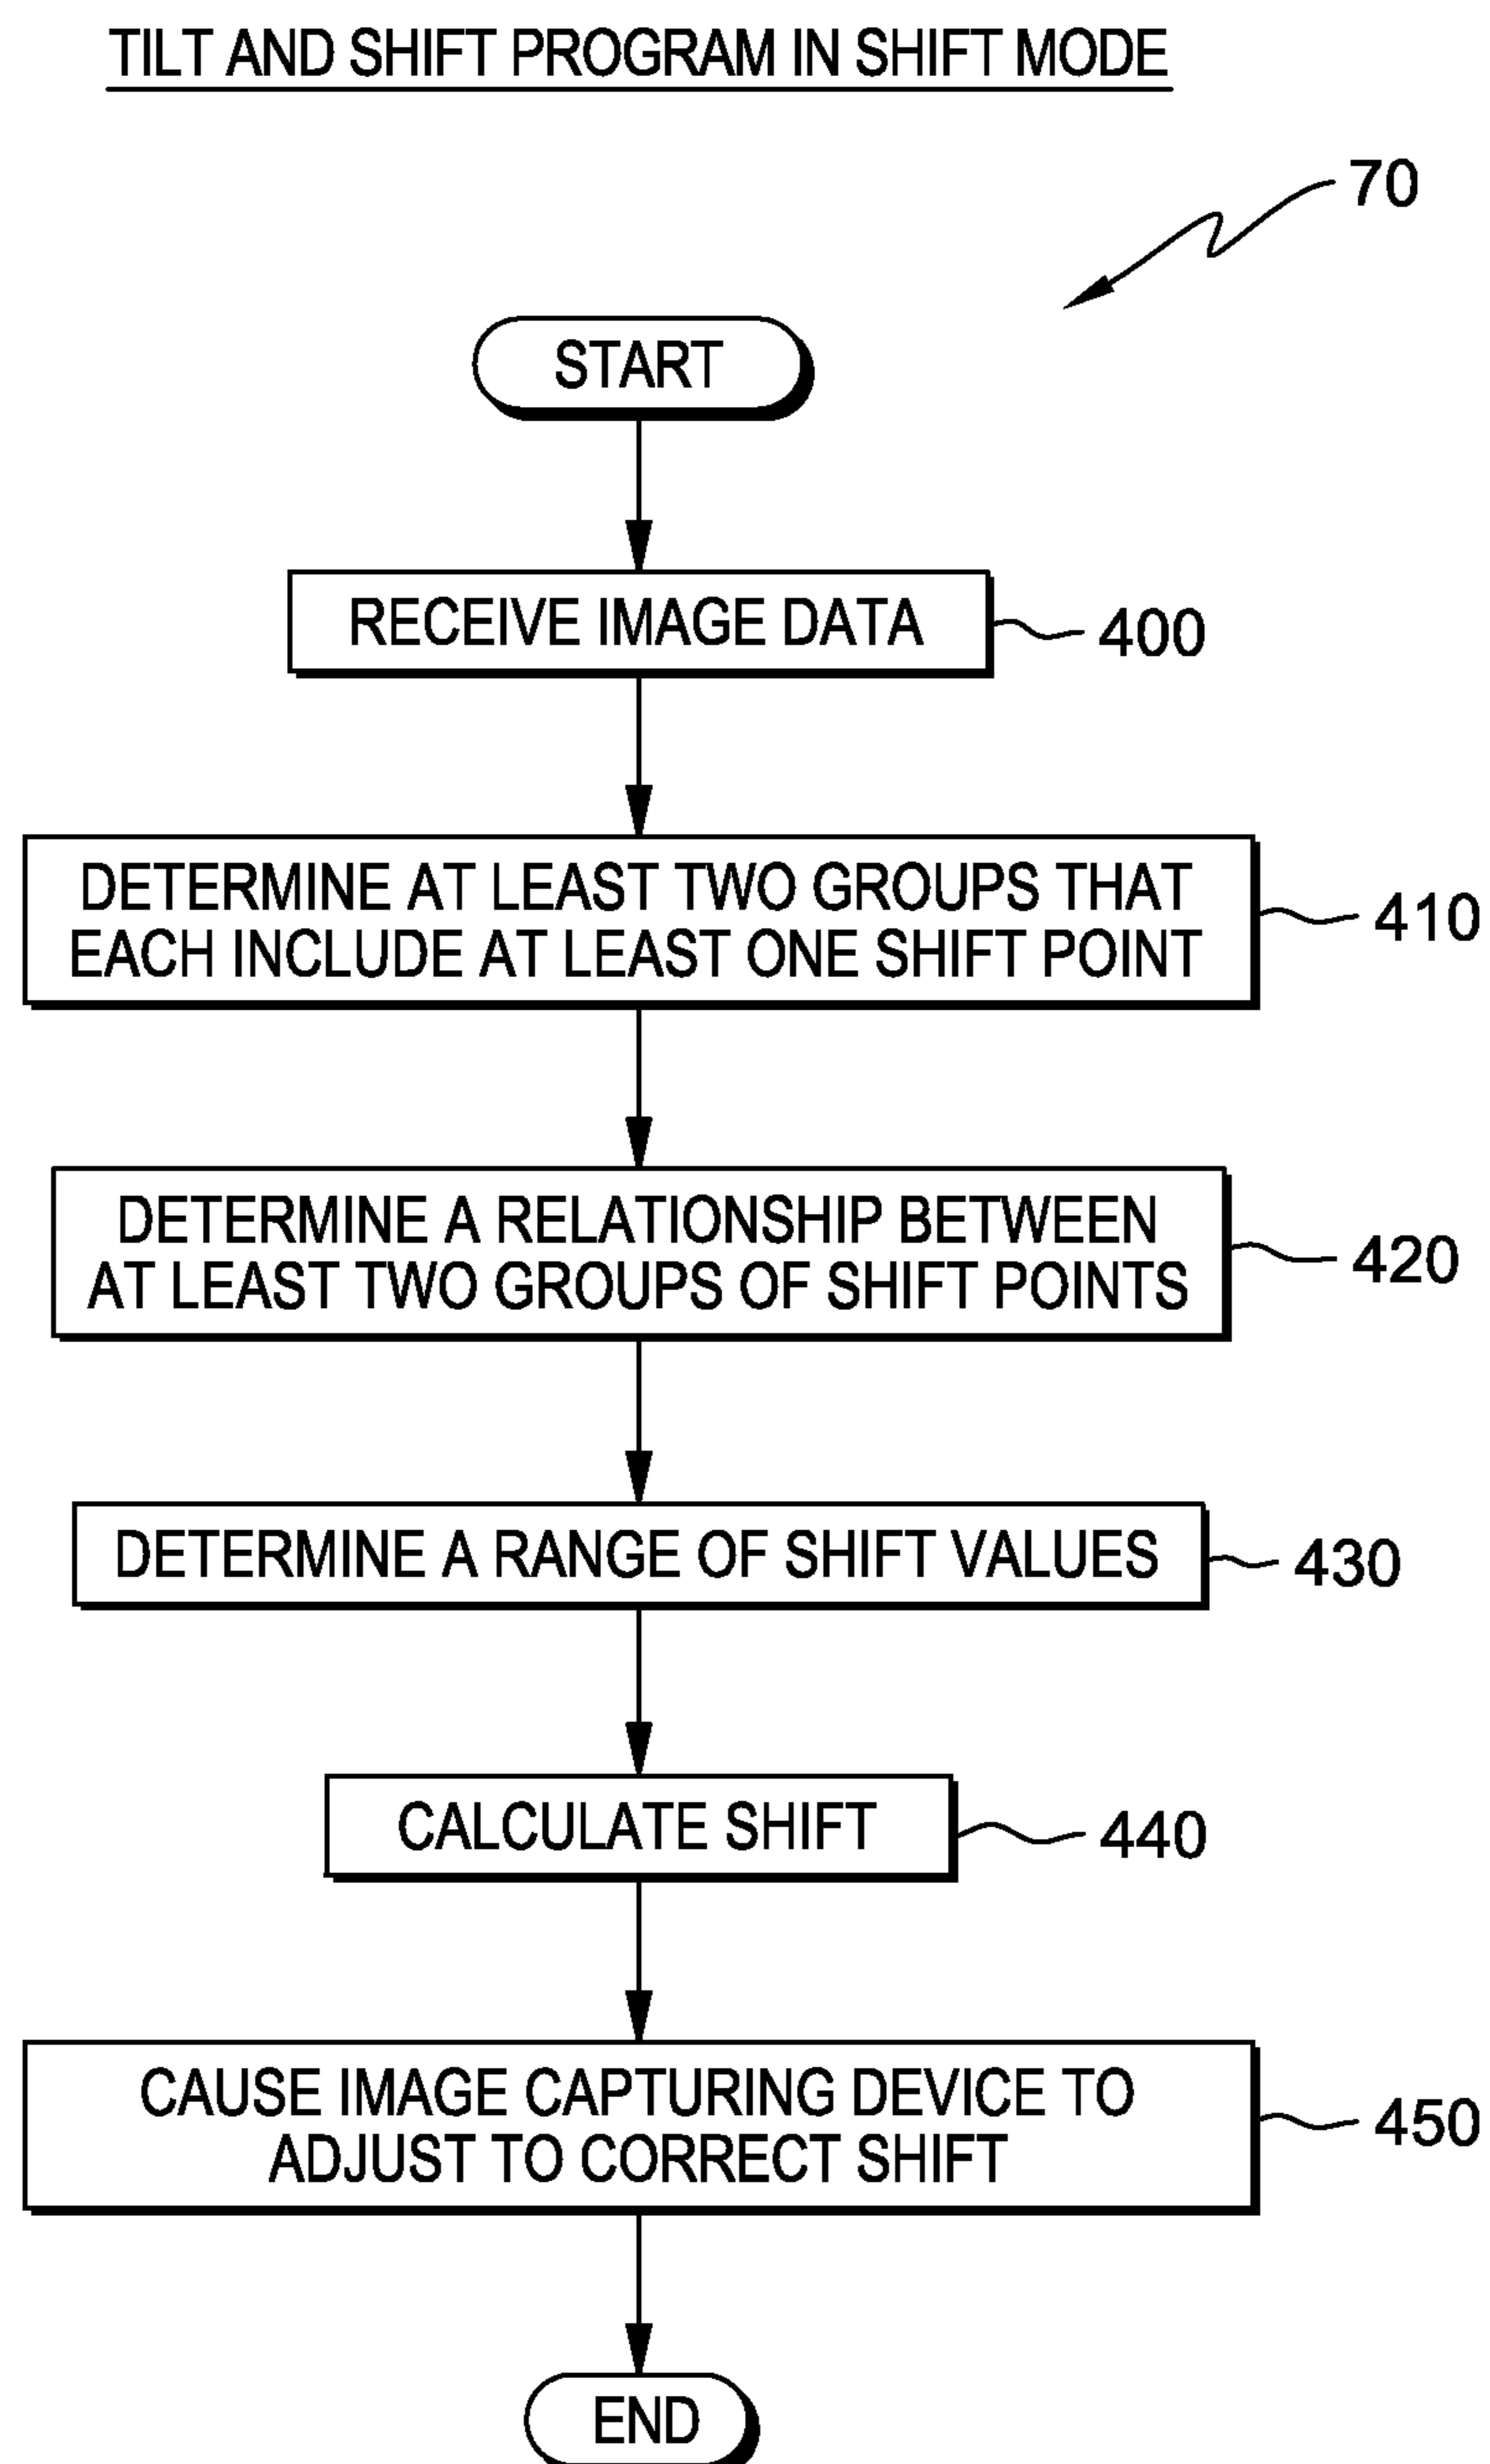 TILT AND SHIFT PROGRAM IN SHIFT MODE
70
START
RECEIVE IMAGE DATA
400
DETERMINE AT LEAST TWO GROUPS THAT
EACH INCLUDE AT LEAST ONE SHIFT POINT
410
DETERMINE A RELATIONSHIP BETWEEN
AT LEAST TWO GROUPS OF SHIFT POINTS
420
DETERMINE A RANGE OF SHIFT VALUES
430
CALCULATE SHIFT
440
CAUSE IMAGE CAPTURING DEVICE TO
ADJUST TO CORRECT SHIFT
450
END